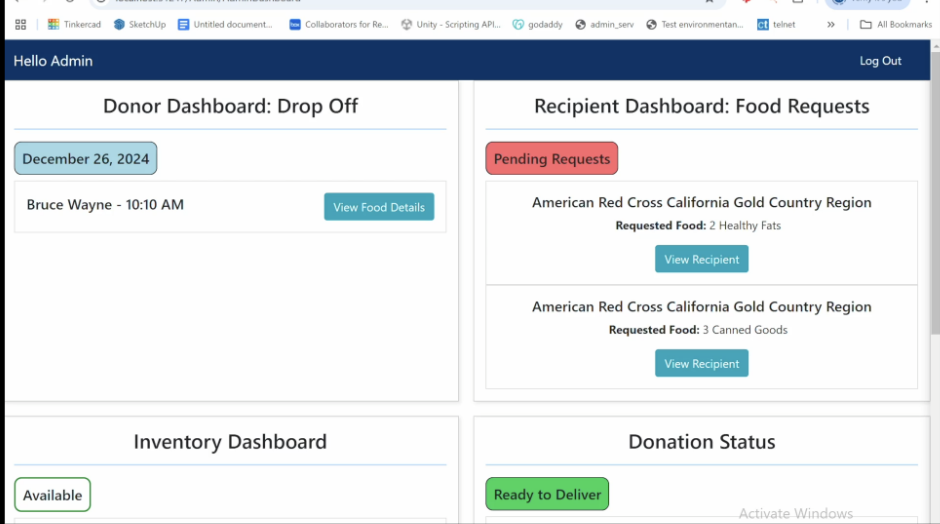 Tinkercad SketchUp Untitled document... Collaborators for Re... Unity - Scripting API... godaddy admin_serv Test environmentan... telnet » All Bookmarks
Hello Admin Log Out
Donor Dashboard: Drop Off
December 26, 2024
Bruce Wayne - 10:10 AM View Food Details
Recipient Dashboard: Food Requests
Pending Requests
American Red Cross California Gold Country Region
Requested Food: 2 Healthy Fats
View Recipient
American Red Cross California Gold Country Region
Requested Food: 3 Canned Goods
View Recipient
Inventory Dashboard
Available
Donation Status
Ready to Deliver
Activate Windows